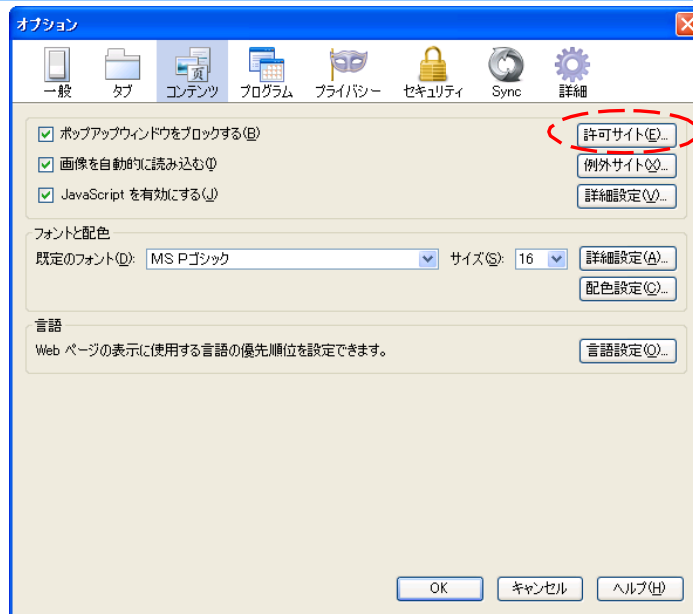 オプション
一般 タブ コンテンツ プログラム プライバシー セキュリティ Sync 詳細
ポップアップウィンドウをブロックする(B) 許可サイト(E)...
画像を自動的に読み込む(I) 例外サイト(X)...
JavaScript を有効にする(J) 詳細設定(V)...
フォントと配色
既定のフォント(D): MS Pゴシック サイズ(S): 16 詳細設定(A)...
配色設定(C)...
言語
Web ページの表示に使用する言語の優先順位を設定できます。 言語設定(O)...
OK キャンセル ヘルプ(H)